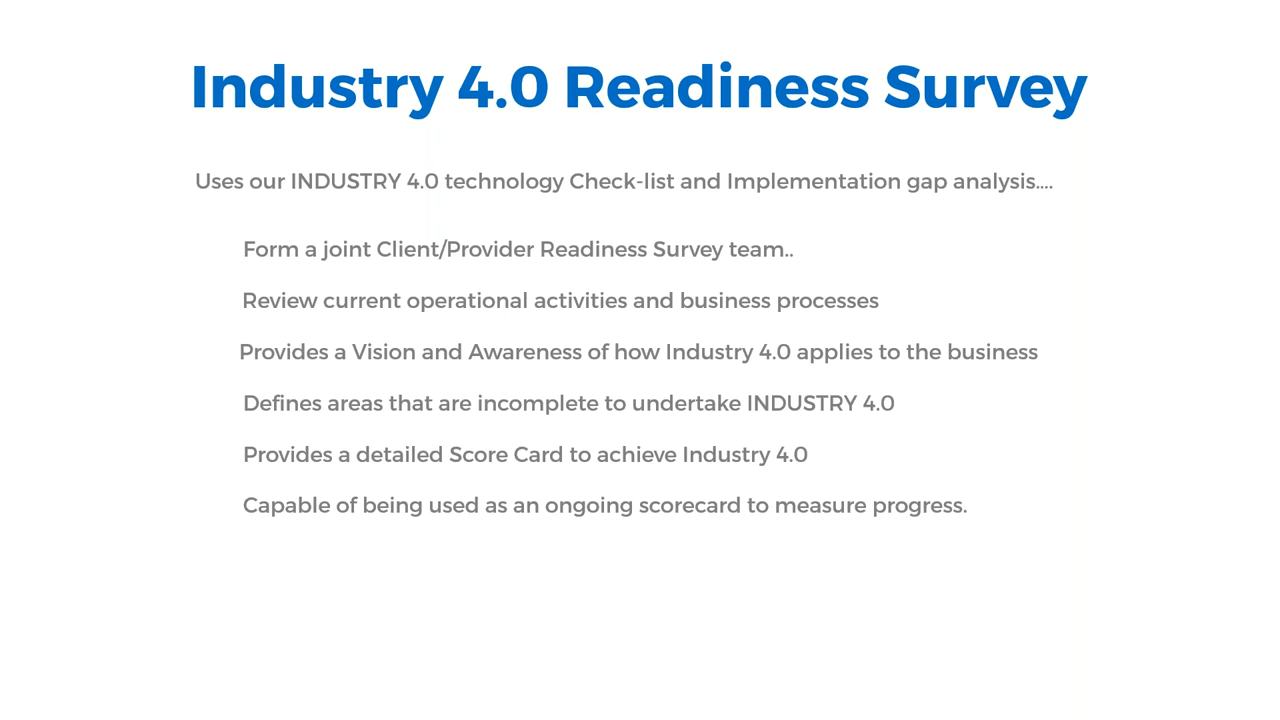 Industry 4.0 Readiness Survey
Uses our INDUSTRY 4.0 technology Check-list and Implementation gap analysis....
Form a joint Client/Provider Readiness Survey team..
Review current operational activities and business processes
Provides a Vision and Awareness of how Industry 4.0 applies to the business
Defines areas that are incomplete to undertake INDUSTRY 4.0
Provides a detailed Score Card to achieve Industry 4.0
Capable of being used as an ongoing scorecard to measure progress.